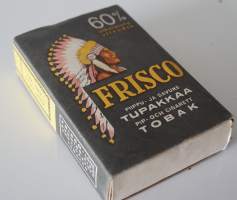 60%
FRISCO
PIIPPU- JA SAVUKE
TUPAKKAA
PIP- OCH CIGARETT
TOBAK